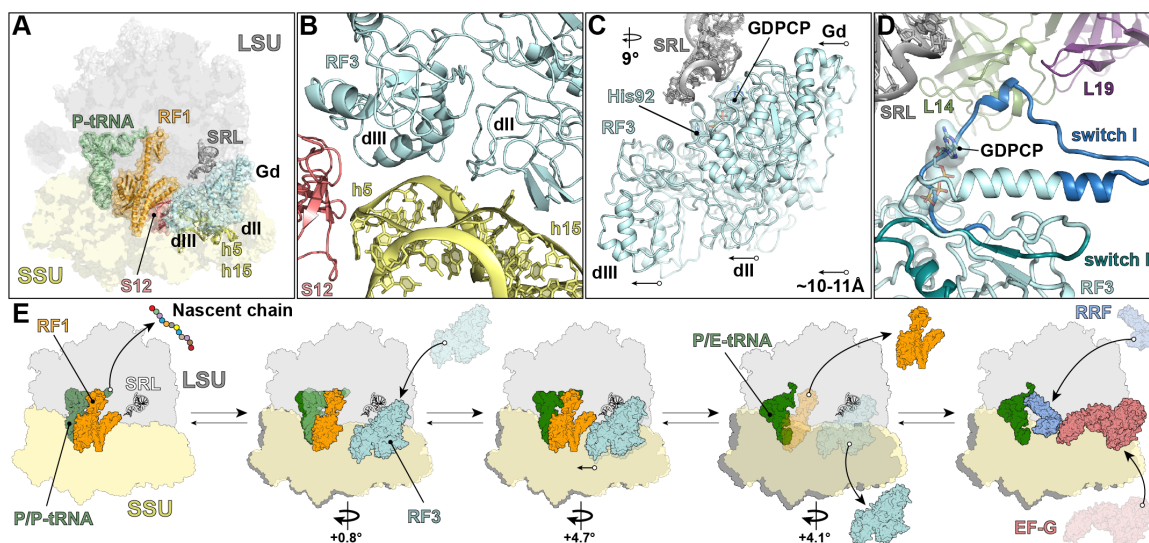 A
LSU
P-tRNA
RF1
SRL
Gd
dIII
dII
h5
h15
SSU
S12
B
RF3
dIII
dII
h5
h15
S12
C
9°
SRL
GDPCP
Gd
His92
RF3
dIII
dII
~10-11Å
D
SRL
L14
L19
switch I
GDPCP
RF3
E
RF1
Nascent chain
SRL
LSU
P/P-tRNA
SSU
+0.8°
RF3
+4.7°
P/E-tRNA
+4.1°
RRF
EF-G